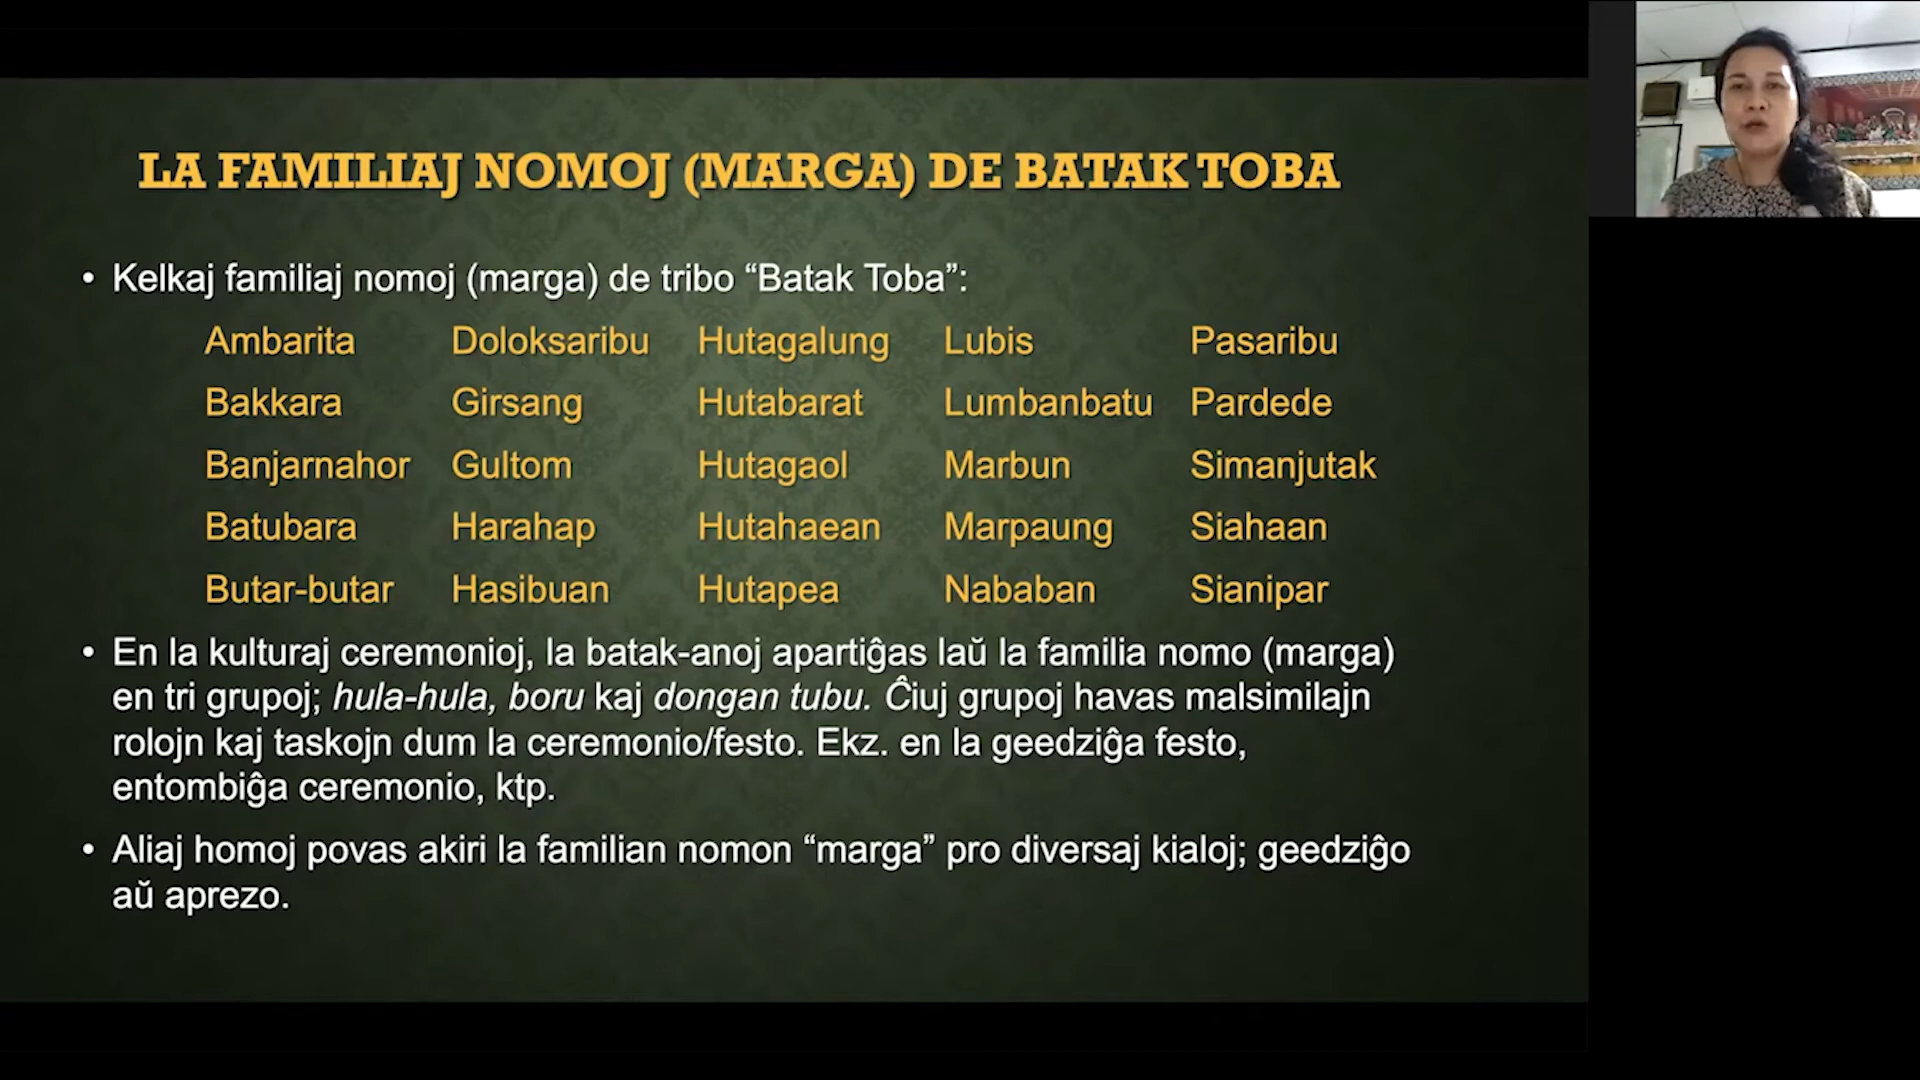 LA FAMILIAJ NOMOJ (MARGA) DE BATAK TOBA
• Kelkaj familiaj nomoj (marga) de tribo “Batak Toba”:
Ambarita Doloksaribu Hutagalung Lubis Pasaribu
Bakkara Girsang Hutabarat Lumbanbatu Pardede
Banjarnahor Gultom Hutagaol Marbun Simanjutak
Batubara Harahap Hutahaean Marpaung Siahaan
Butar-butar Hasibuan Hutapea Nababan Sianipar
• En la kulturaj ceremonioj, la batak-anoj apartiĝas laŭ la familia nomo (marga)
en tri grupoj; hula-hula, boru kaj dongan tubu. Ĉiuj grupoj havas malsimilajn
rolojn kaj taskojn dum la ceremonio/festo. Ekz. en la geedziĝa festo,
entombiĝa ceremonio, ktp.
• Aliaj homoj povas akiri la familian nomon “marga” pro diversaj kialoj; geedziĝo
aŭ aprezo.